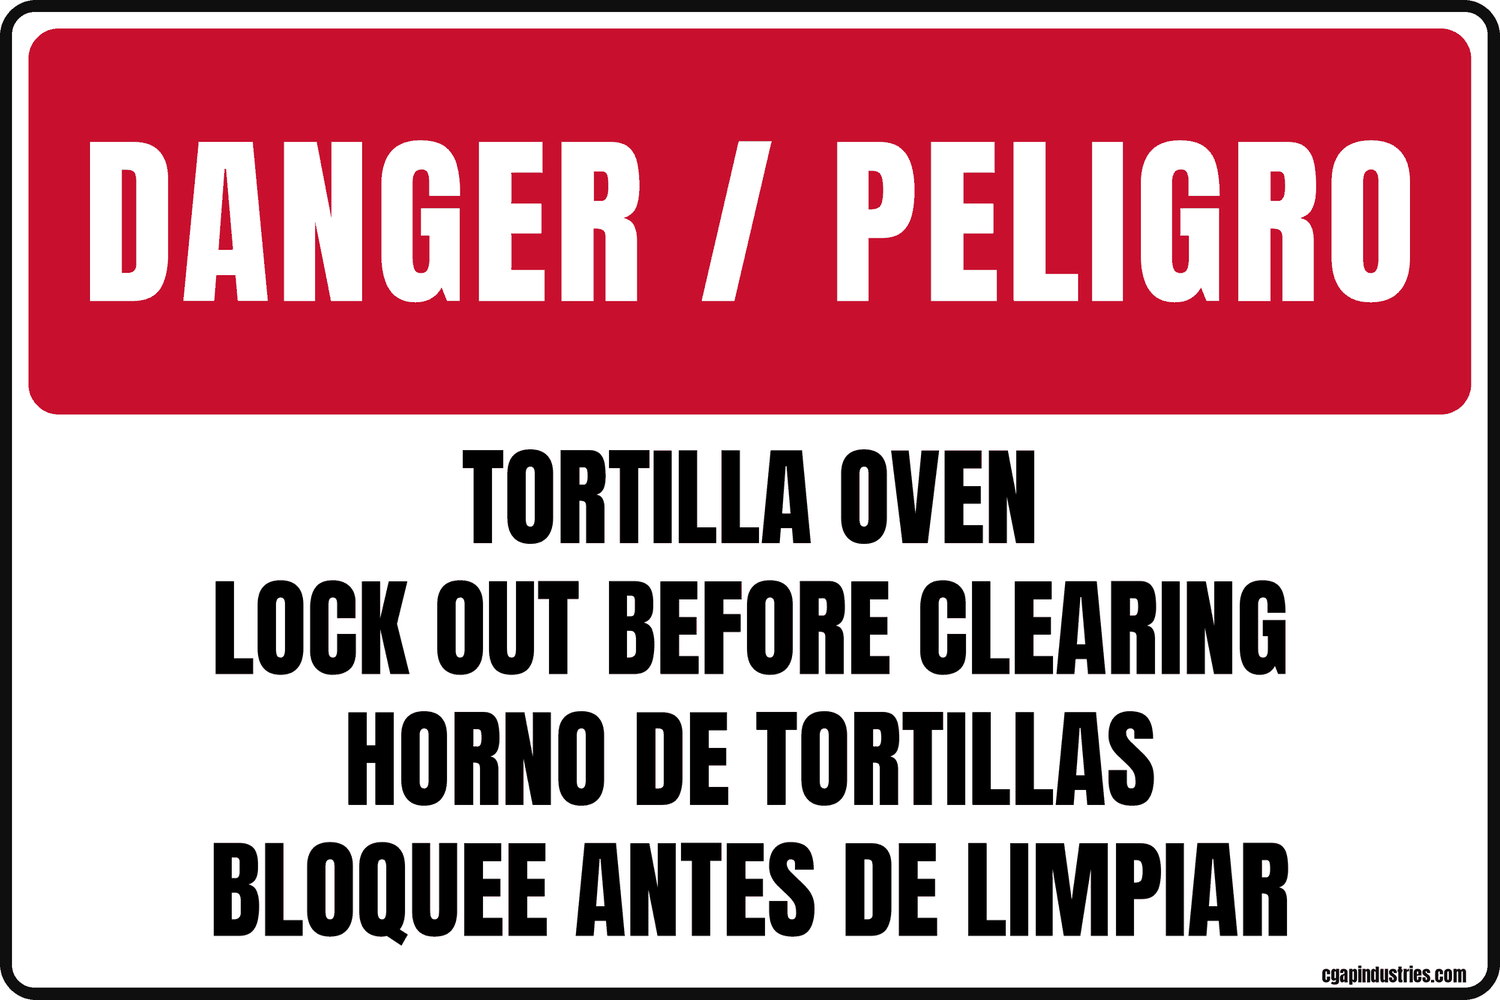 DANGER / PELIGRO
TORTILLA OVEN
LOCK OUT BEFORE CLEARING
HORNO DE TORTILLAS
BLOQUEE ANTES DE LIMPIAR
cgapindustries.com